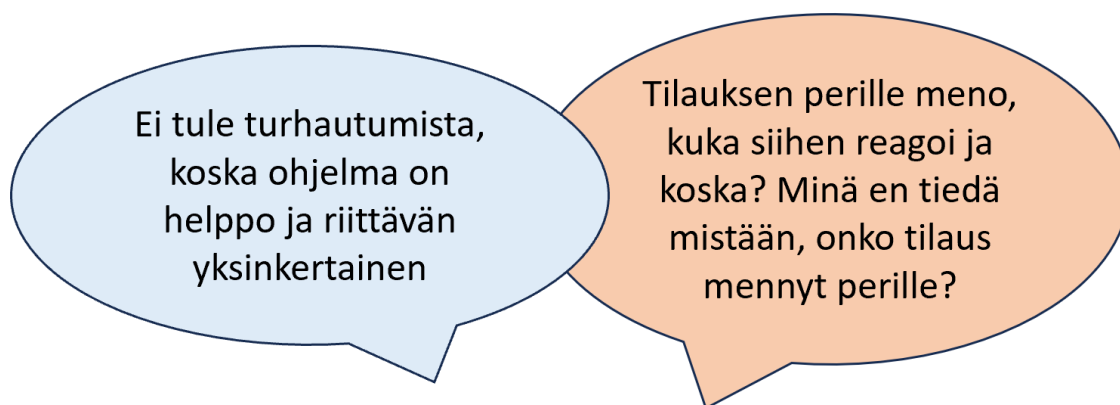 Ei tule turhautumista,
koska ohjelma on
helppo ja riittävän
yksinkertainen
Tilauksen perille meno,
kuka siihen reagoi ja
koska? Minä en tiedä
mistään, onko tilaus
mennyt perille?